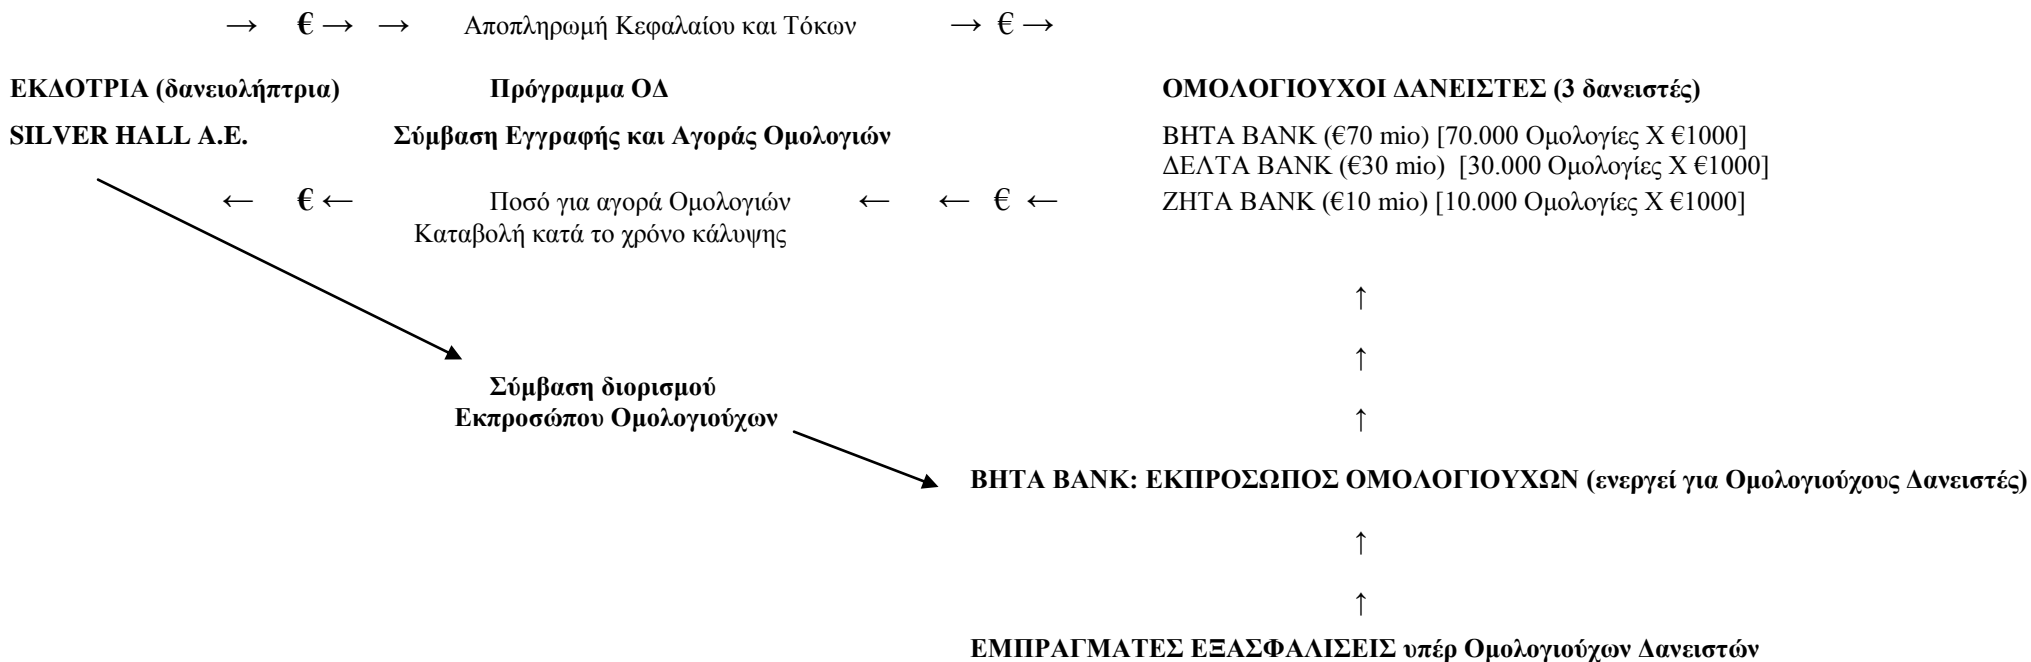 → € → → Αποπληρωμή Κεφαλαίου και Τόκων → € →
ΕΚΔΟΤΡΙΑ (δανειολήπτρια) Πρόγραμμα ΟΔ ΟΜΟΛΟΓΙΟΥΧΟΙ ΔΑΝΕΙΣΤΕΣ (3 δανειστές)
SILVER HALL A.E. Σύμβαση Εγγραφής και Αγοράς Ομολογιών ΒΗΤΑ BANK (€70 mio) [70.000 Ομολογίες Χ €1000]
ΔΕΛΤΑ BANK (€30 mio) [30.000 Ομολογίες Χ €1000]
← € ← Ποσό για αγορά Ομολογιών ← ← € ← ΖΗΤΑ BANK (€10 mio) [10.000 Ομολογίες Χ €1000]
Καταβολή κατά το χρόνο κάλυψης
↑
↑
Σύμβαση διορισμού
Εκπροσώπου Ομολογιούχων
↑
ΒΗΤΑ BANK: ΕΚΠΡΟΣΩΠΟΣ ΟΜΟΛΟΓΙΟΥΧΩΝ (ενεργεί για Ομολογιούχους Δανειστές)
↑
↑
ΕΜΠΡΑΓΜΑΤΕΣ ΕΞΑΣΦΑΛΙΣΕΙΣ υπέρ Ομολογιούχων Δανειστών